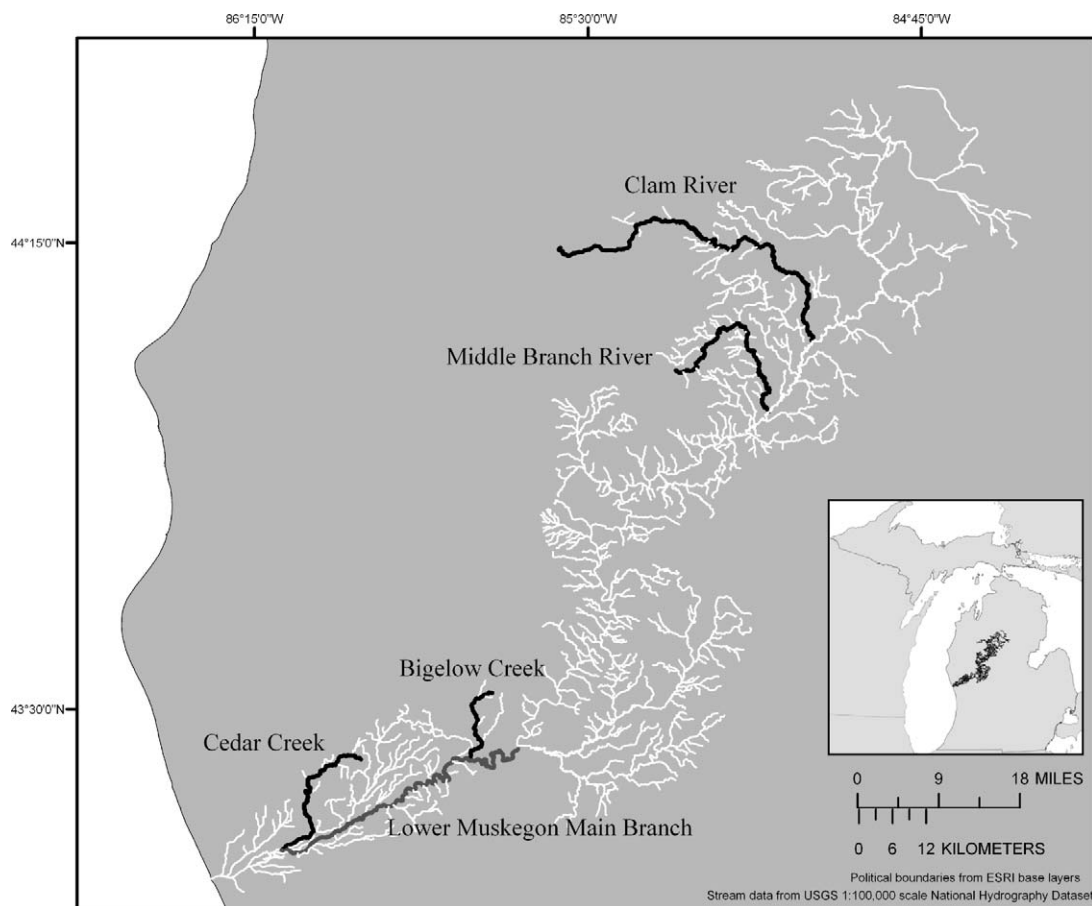 86°15'0"W 85°30'0"W 84°45'0"W
Clam River
44°15'0"N
Middle Branch River
Bigelow Creek
43°30'0"N
Cedar Creek
Lower Muskegon Main Branch
0 9 18 MILES
0 6 12 KILOMETERS
Political boundaries from ESRI base layers
Stream data from USGS 1:100,000 scale National Hydrography Dataset